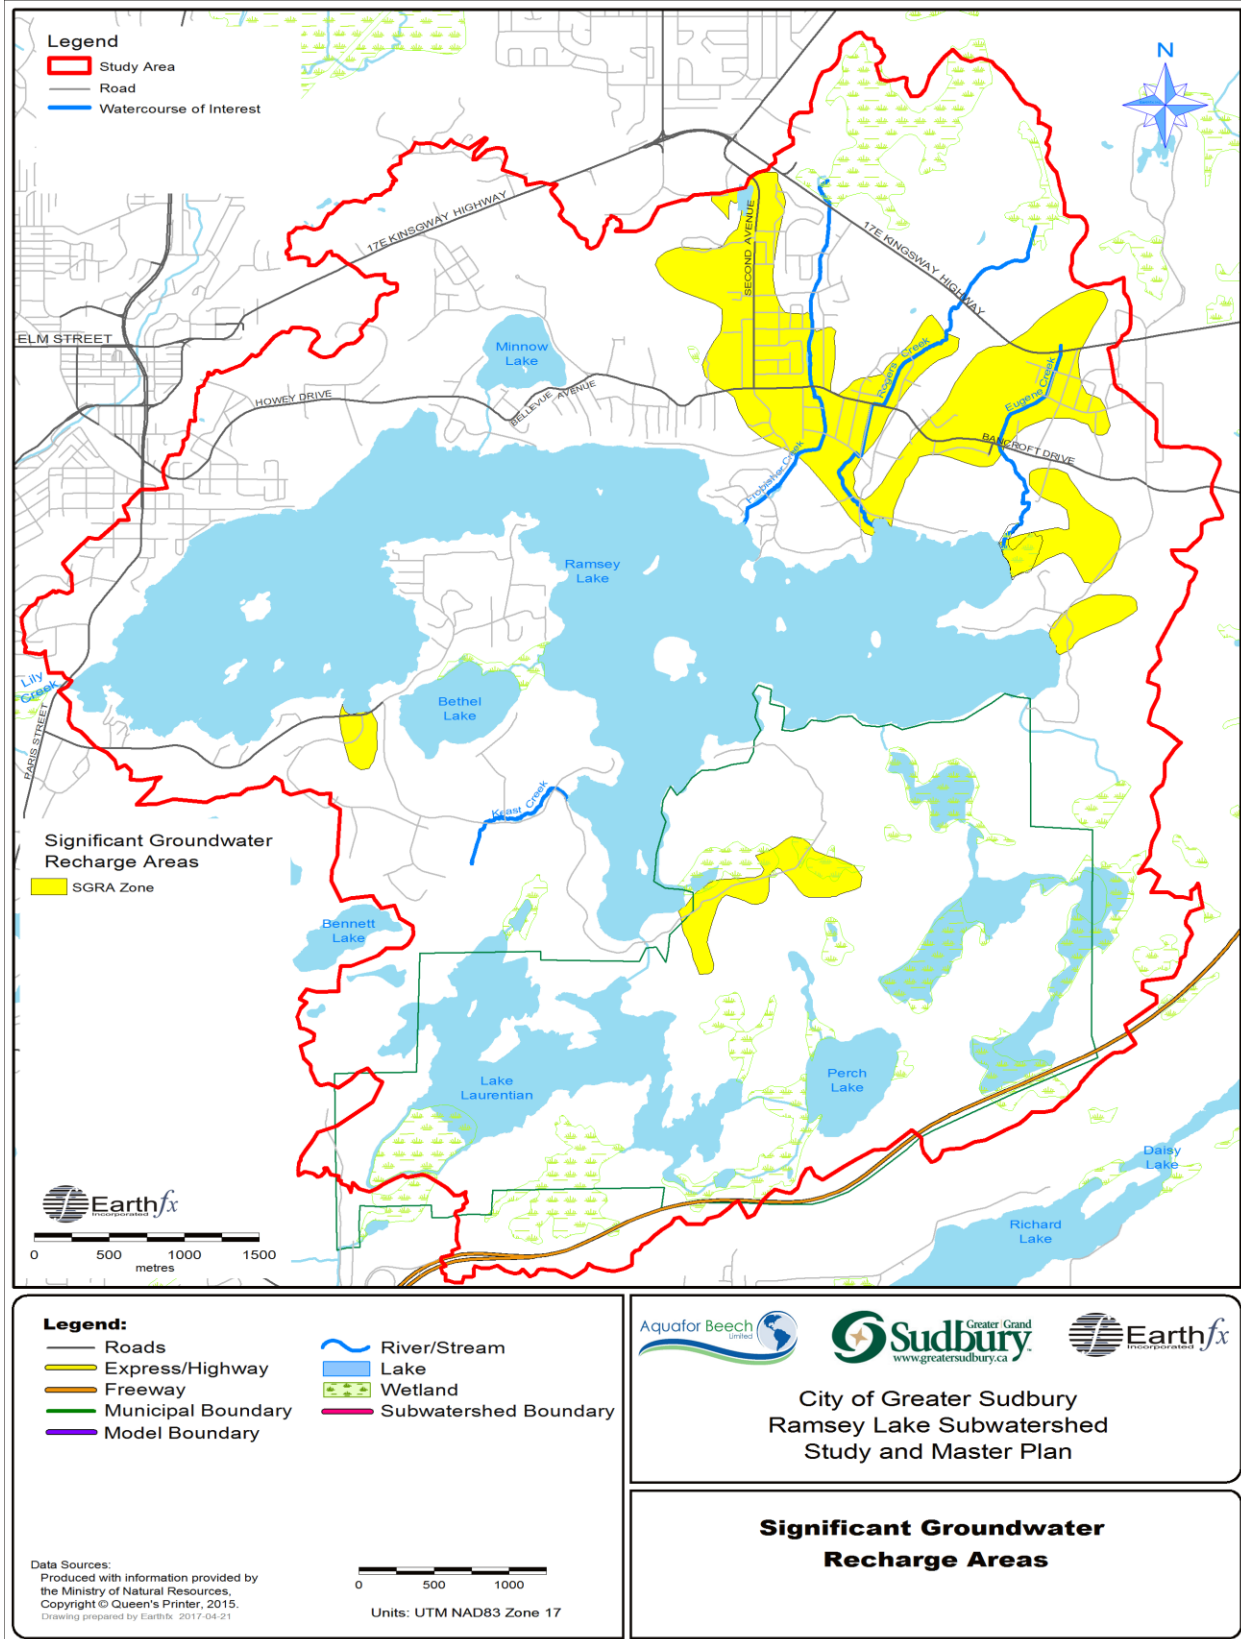 Legend
Study Area
Road
Watercourse of Interest
N
17E KINSGWAY HIGHWAY
SECOND AVENUE
17E KINGSWAY HIGHWAY
ELM STREET
Minnow
Lake
HOWEY DRIVE
BELLEVUE AVENUE
Rogers Creek
Eugene Creek
BANCROFT DRIVE
Frobisher Creek
Ramsey
Lake
Lily
Creek
PARIS STREET
Bethel
Lake
Keast Creek
Significant Groundwater
Recharge Areas
SGRA Zone
Bennett
Lake
Lake
Laurentian
Perch
Lake
Daisy
Lake
Richard
Lake
Earthfx
Incorporated
0 500 1000 1500
metres
Legend:
Roads
Express/Highway
Freeway
Municipal Boundary
Model Boundary
River/Stream
Lake
Wetland
Subwatershed Boundary
Data Sources:
Produced with information provided by
the Ministry of Natural Resources,
Copyright © Queen's Printer, 2015.
Drawing prepared by Earthfx 2017-04-21
0 500 1000
Units: UTM NAD83 Zone 17
Aquafor Beech
Limited
Greater | Grand
Sudbury
www.greatersudbury.ca
Earthfx
Incorporated
City of Greater Sudbury
Ramsey Lake Subwatershed
Study and Master Plan
Significant Groundwater
Recharge Areas